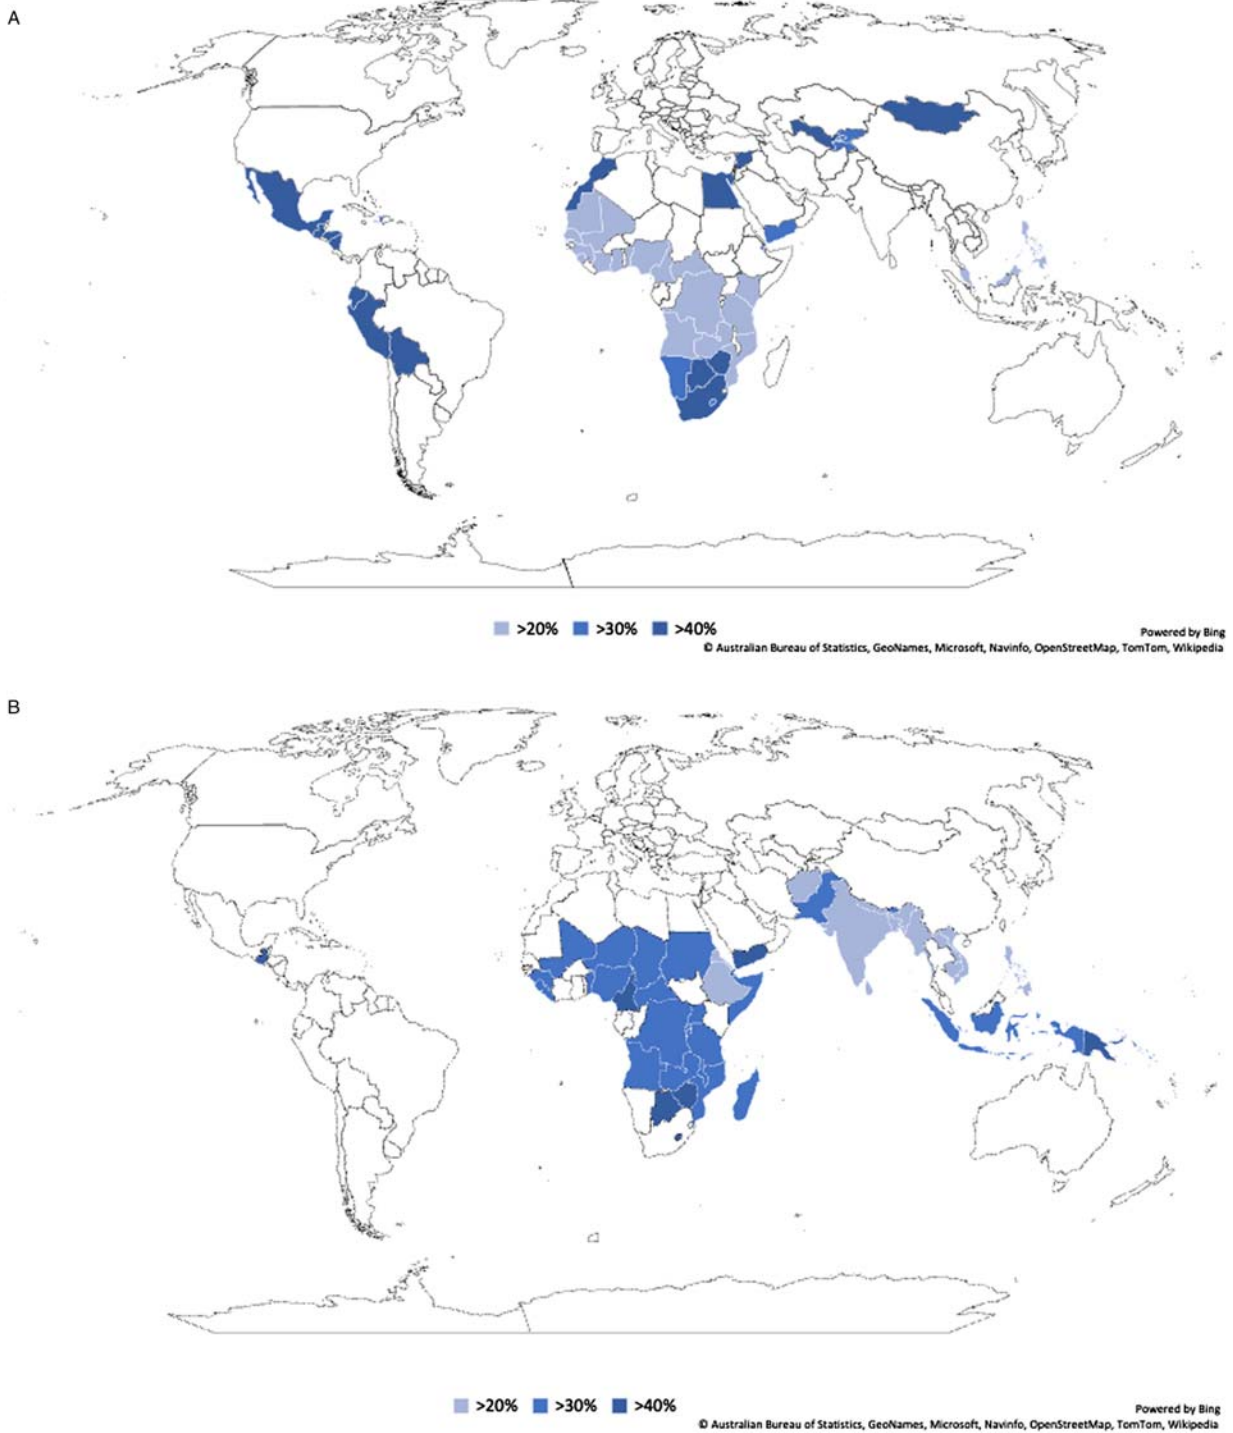 A
>20% >30% >40%
Powered by Bing
© Australian Bureau of Statistics, GeoNames, Microsoft, Navinfo, OpenStreetMap, TomTom, Wikipedia
B
>20% >30% >40%
Powered by Bing
© Australian Bureau of Statistics, GeoNames, Microsoft, Navinfo, OpenStreetMap, TomTom, Wikipedia